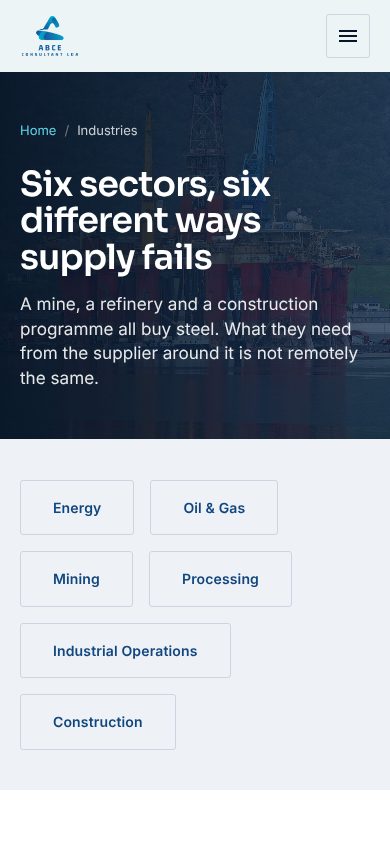 ABCE
CONSULTANT LDA
Home / Industries
Six sectors, six
different ways
supply fails
A mine, a refinery and a construction
programme all buy steel. What they need
from the supplier around it is not remotely
the same.
Energy
Oil & Gas
Mining
Processing
Industrial Operations
Construction